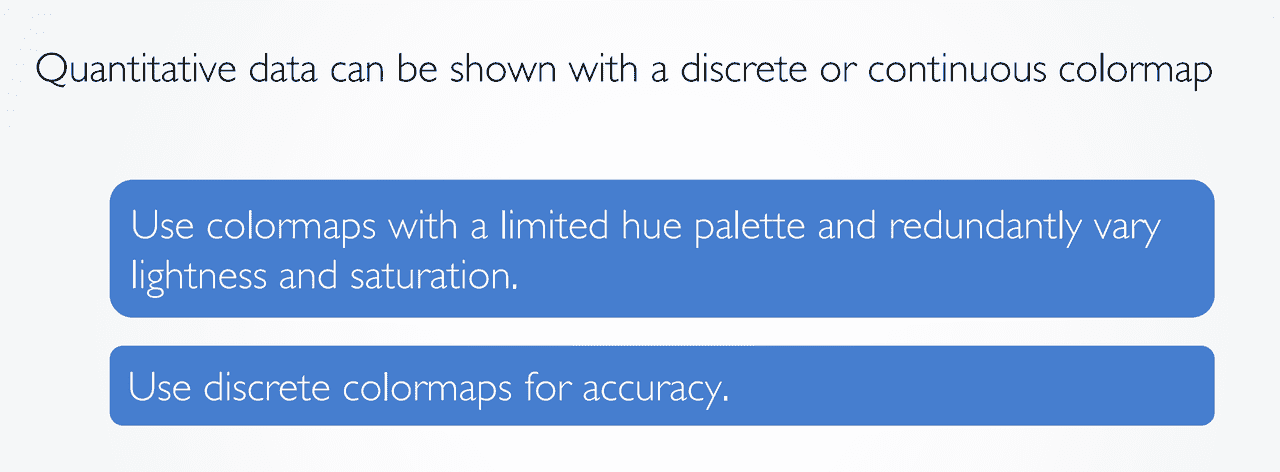 Quantitative data can be shown with a discrete or continuous colormap
Use colormaps with a limited hue palette and redundantly vary
lightness and saturation.
Use discrete colormaps for accuracy.